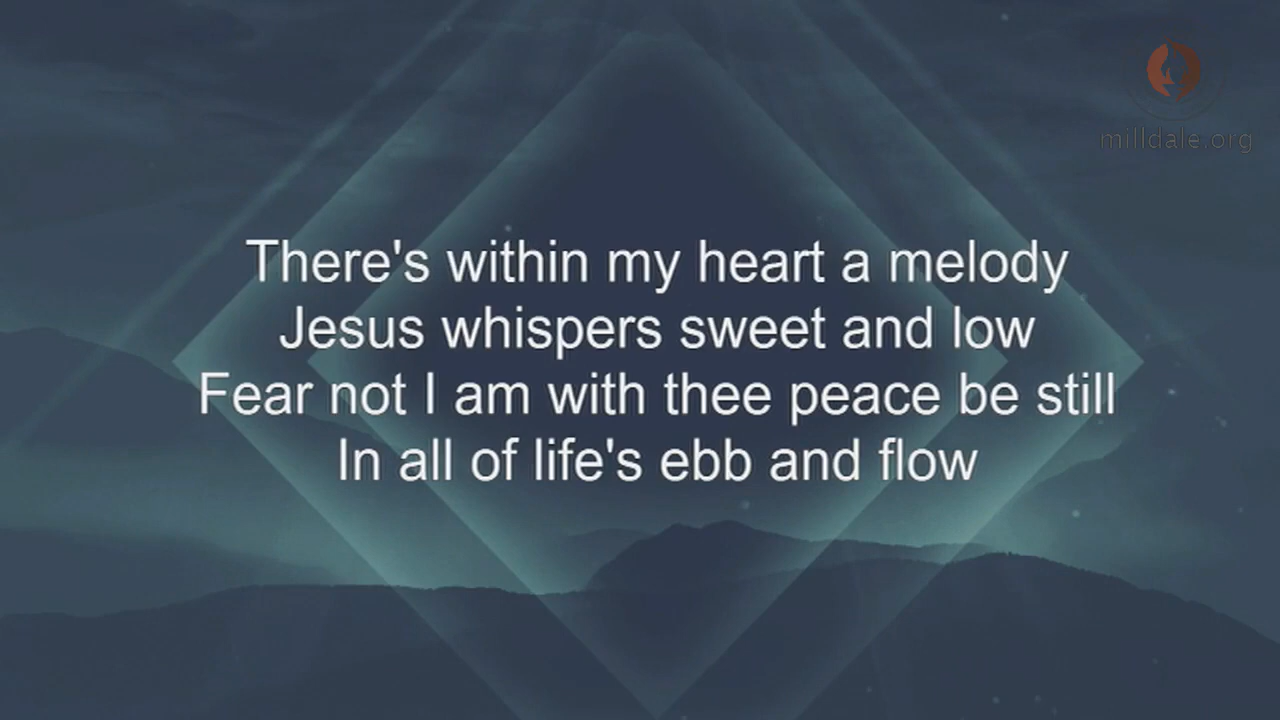 milldale.org
There's within my heart a melody
Jesus whispers sweet and low
Fear not I am with thee peace be still
In all of life's ebb and flow